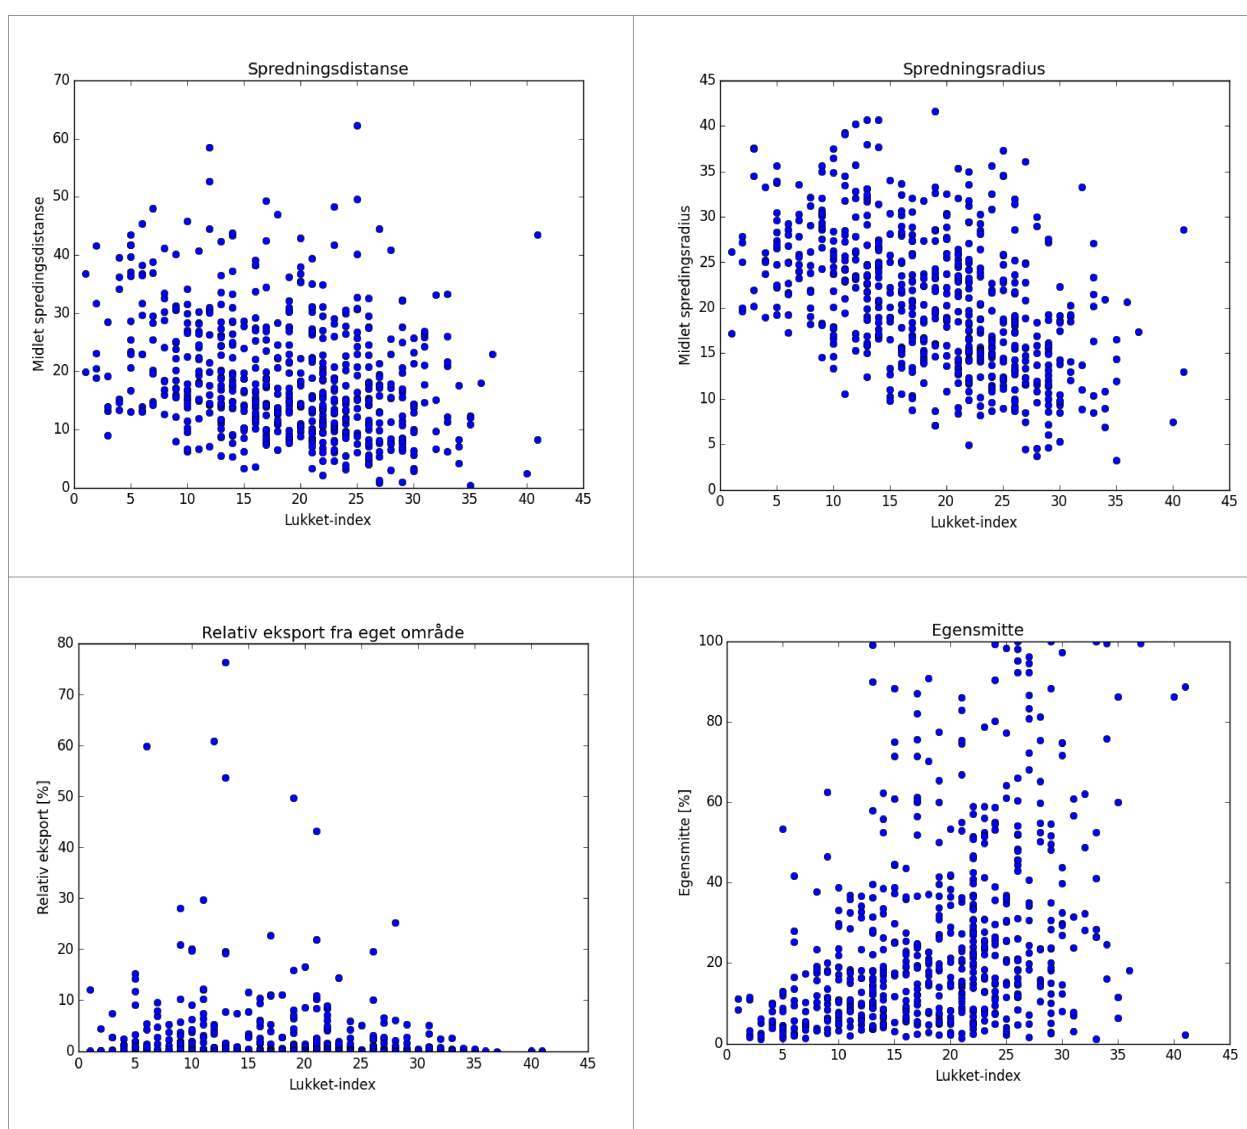 Spredningsdistanse
70
60
50
40
30
20
10
0
Midlet spredingsdistanse
0 5 10 15 20 25 30 35 40 45
Lukket-index
Spredningsradius
45
40
35
30
25
20
15
10
5
0
Midlet spredingsradius
0 5 10 15 20 25 30 35 40 45
Lukket-index
Relativ eksport fra eget område
80
70
60
50
40
30
20
10
0
Relativ eksport [%]
0 5 10 15 20 25 30 35 40 45
Lukket-index
Egensmitte
100
80
60
40
20
0
Egensmitte [%]
0 5 10 15 20 25 30 35 40 45
Lukket-index